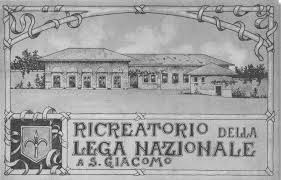 RICREATORIO DELLA
LEGA NAZIONALE
A S. GIACOMO